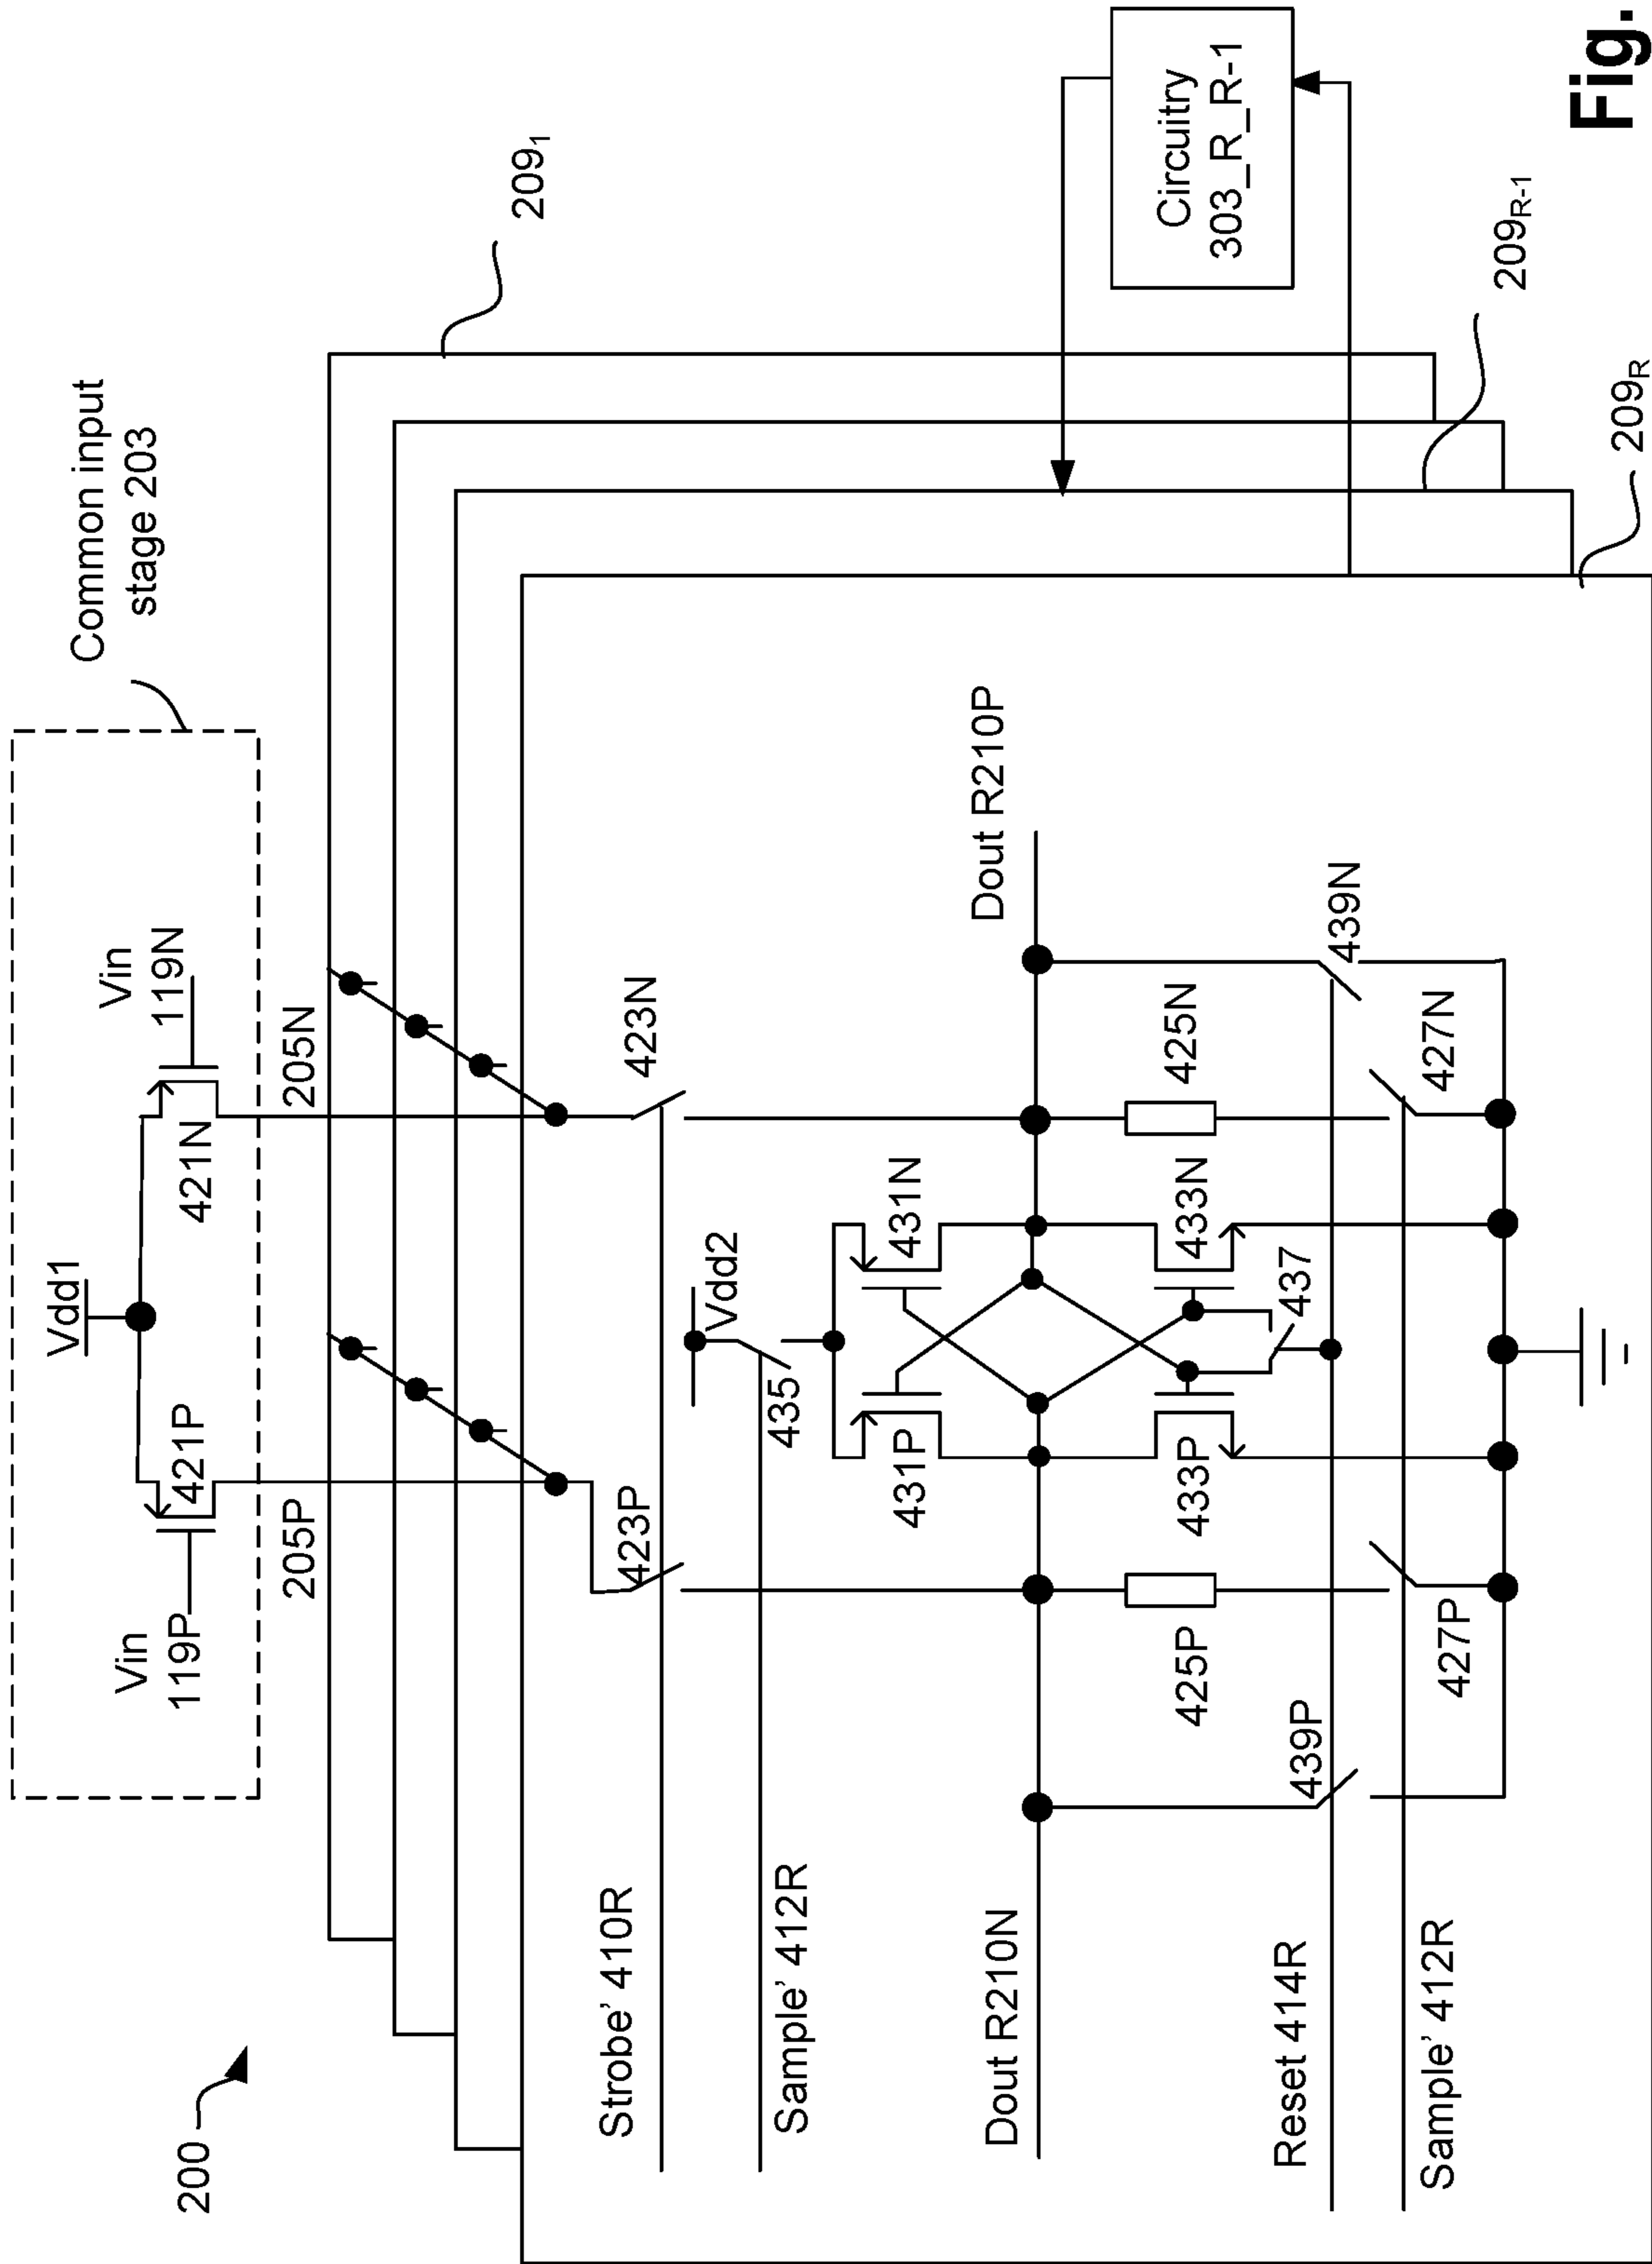 Common input
stage 203
Vdd1
Vin
119P
421P
421N
Vin
119N
205P
205N
209₁
200
Strobe’ 410R
423P
423N
Vdd2
Sample’ 412R
435
431P
431N
Circuitry
303_R_R-1
Dout R210N
Dout R210P
425P
433P
433N
425N
437
Reset 414R
439P
439N
Sample’ 412R
427P
427N
209R-1
209R
Fig.